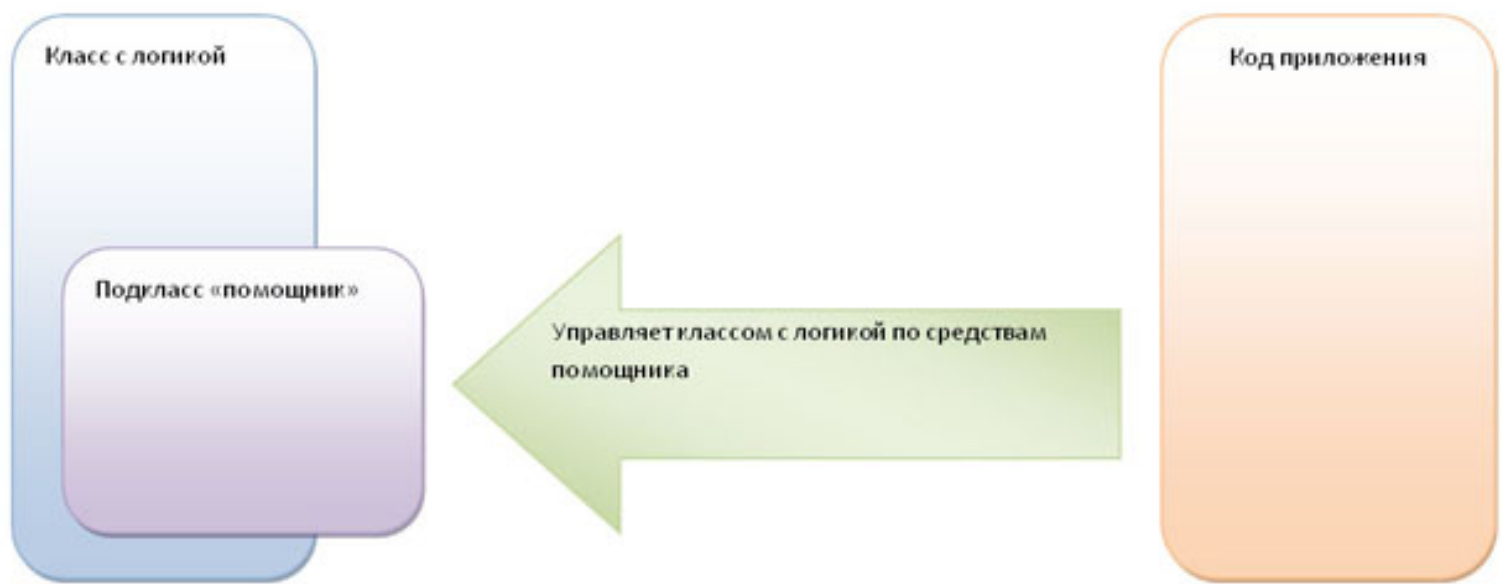 Класс с логикой
Код приложения
Подкласс «помощник»
Управляет классом с логикой по средствам
помощника